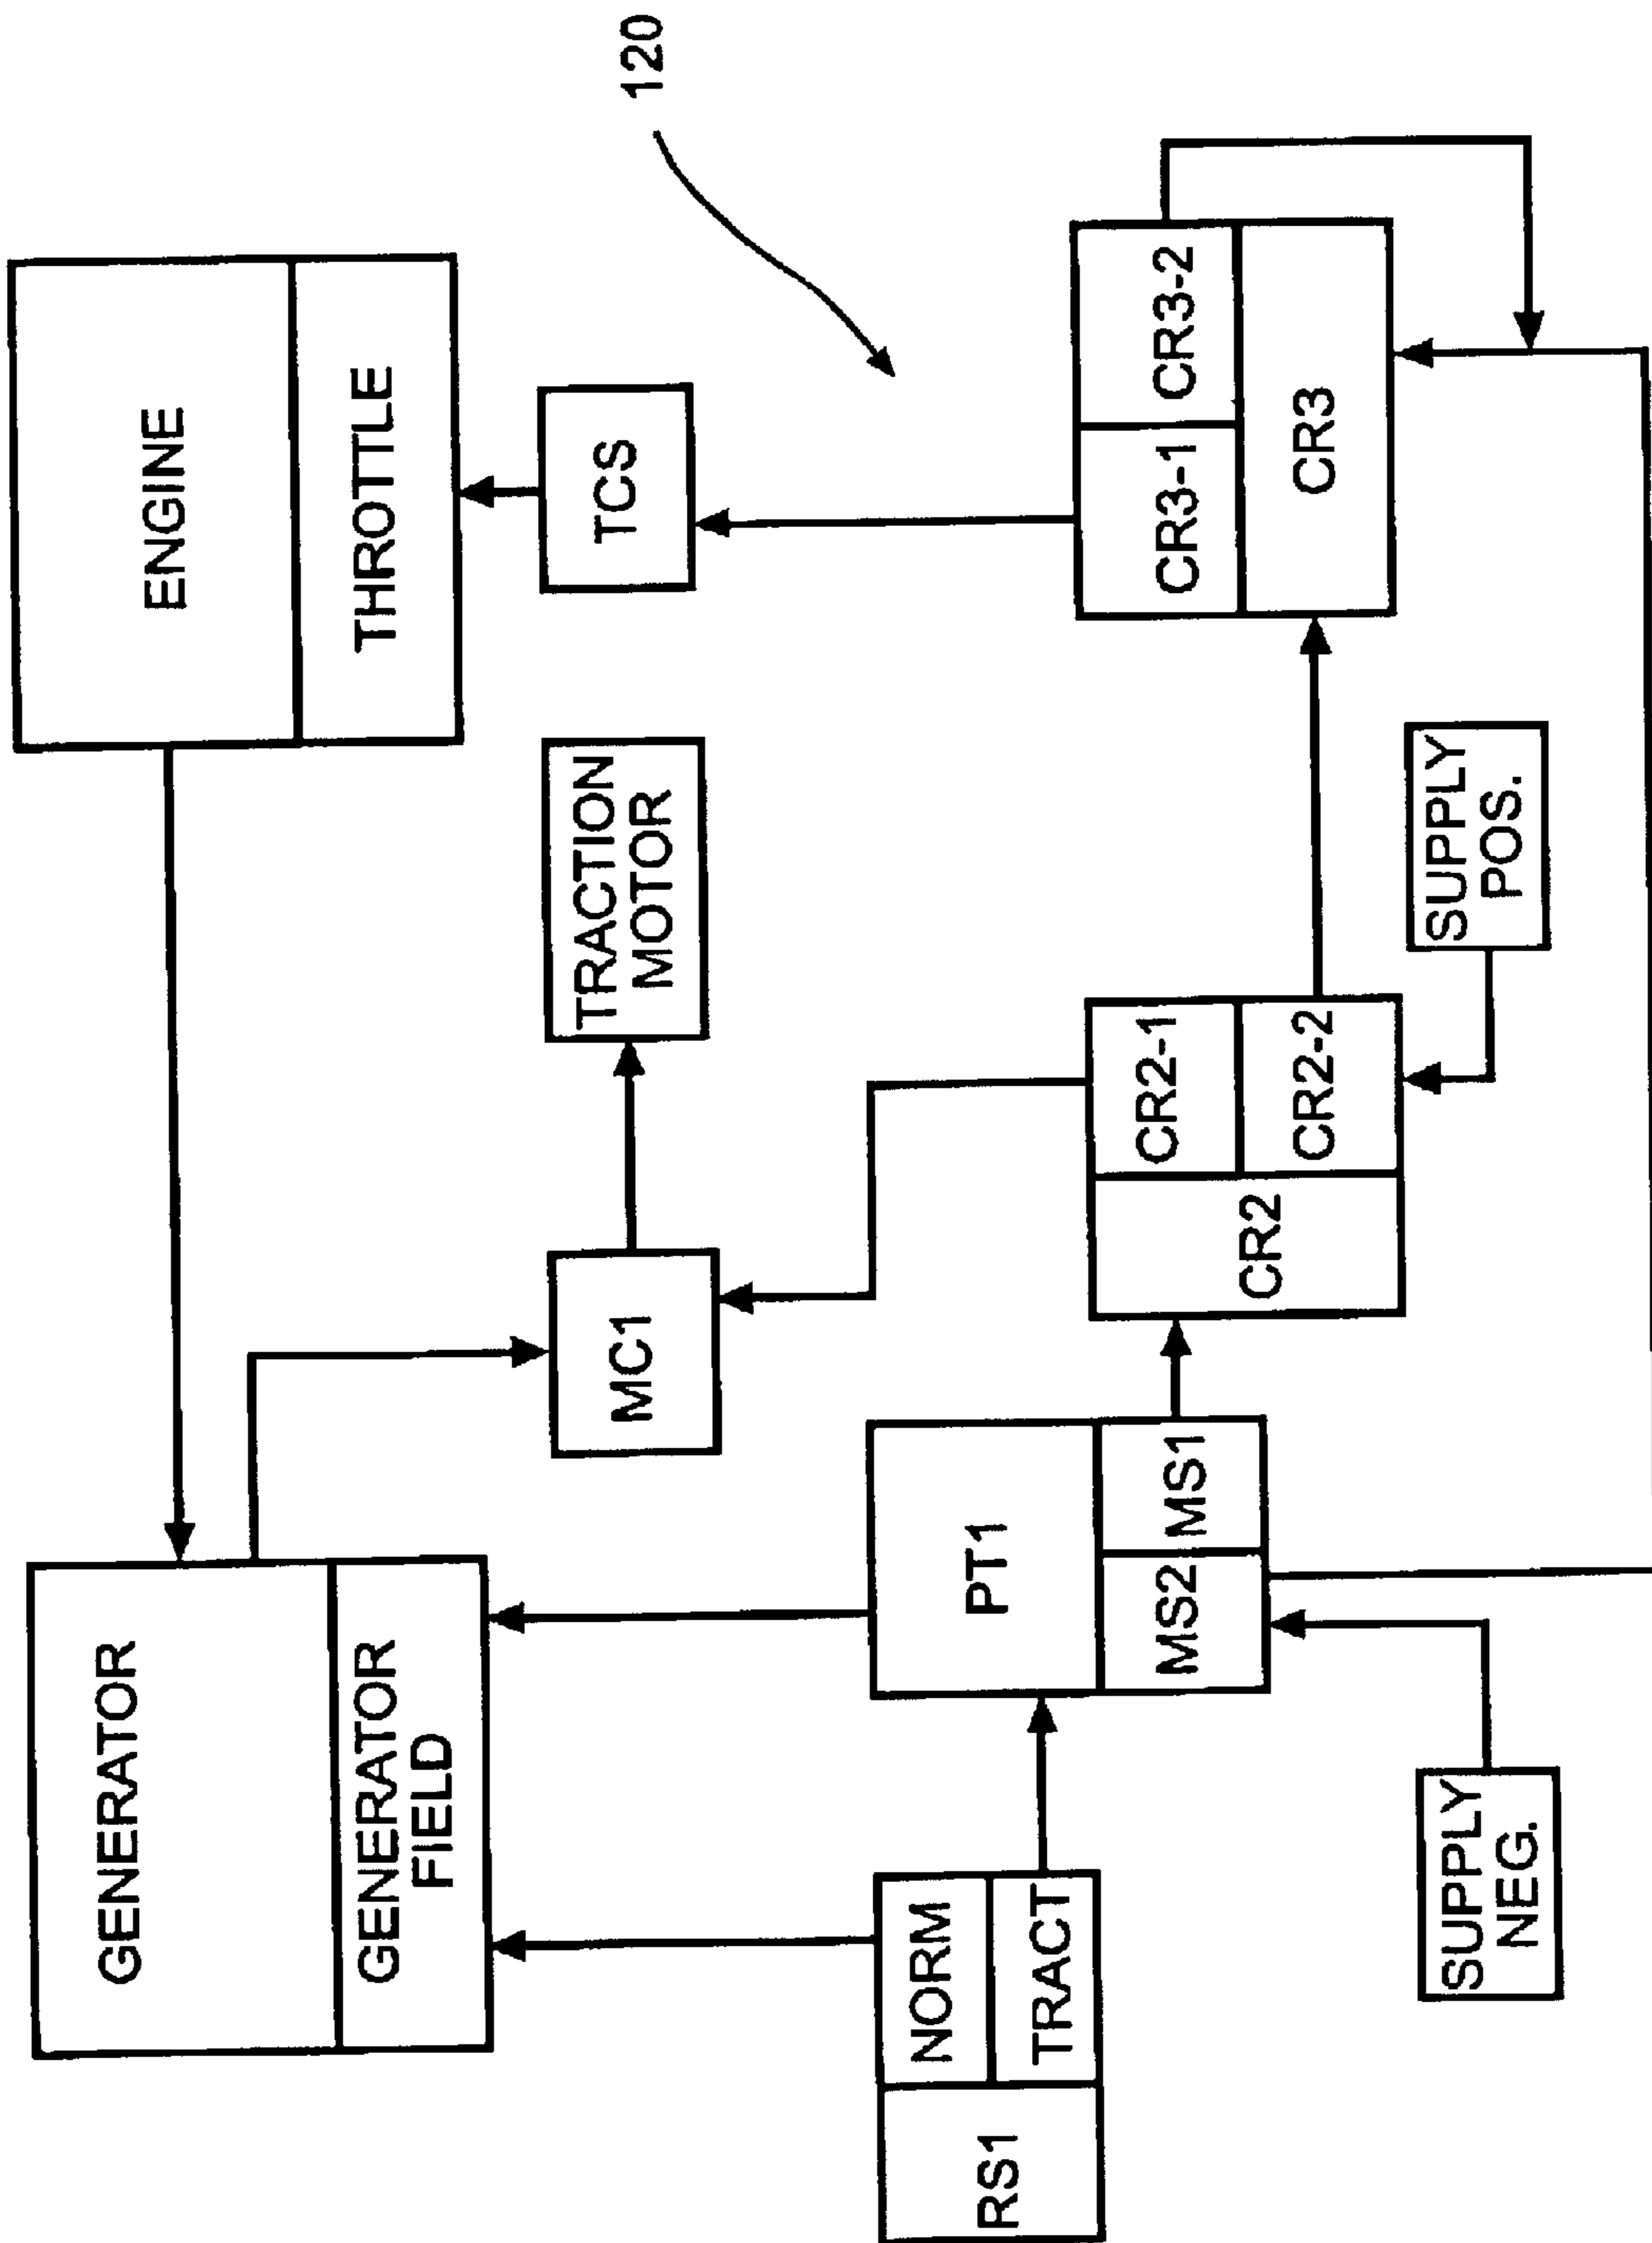 GENERATOR
GENERATOR
FIELD
ENGINE
THROTTLE
120
MC1
TRACTION
MOTOR
TCS
RS1
NORM
TRACT
PT1
MS2
MS1
CR2
CR2-1
CR2-2
CR3-1
CR3-2
CR3
SUPPLY
NEG.
SUPPLY
POS.